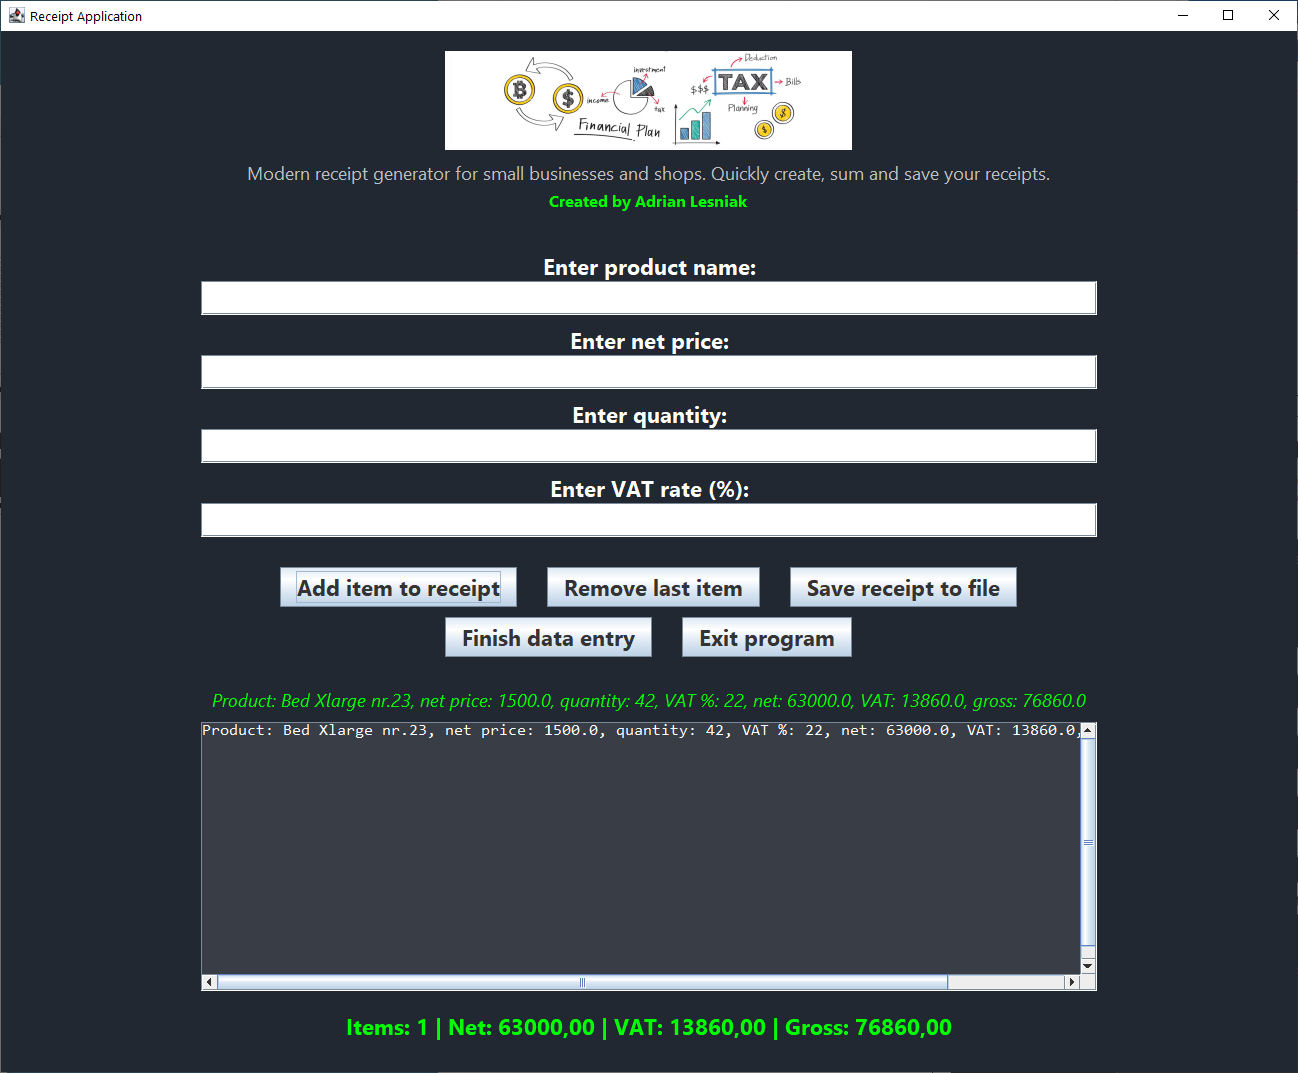 Receipt Application
Deduction
investment
TAX
$$$
Bills
income
tax
Planning
Financial Plan
Modern receipt generator for small businesses and shops. Quickly create, sum and save your receipts.
Created by Adrian Lesniak
Enter product name:
Enter net price:
Enter quantity:
Enter VAT rate (%):
Add item to receipt
Remove last item
Save receipt to file
Finish data entry
Exit program
Product: Bed Xlarge nr.23, net price: 1500.0, quantity: 42, VAT %: 22, net: 63000.0, VAT: 13860.0, gross: 76860.0
Product: Bed Xlarge nr.23, net price: 1500.0, quantity: 42, VAT %: 22, net: 63000.0, VAT: 13860.0,
Items: 1 | Net: 63000,00 | VAT: 13860,00 | Gross: 76860,00